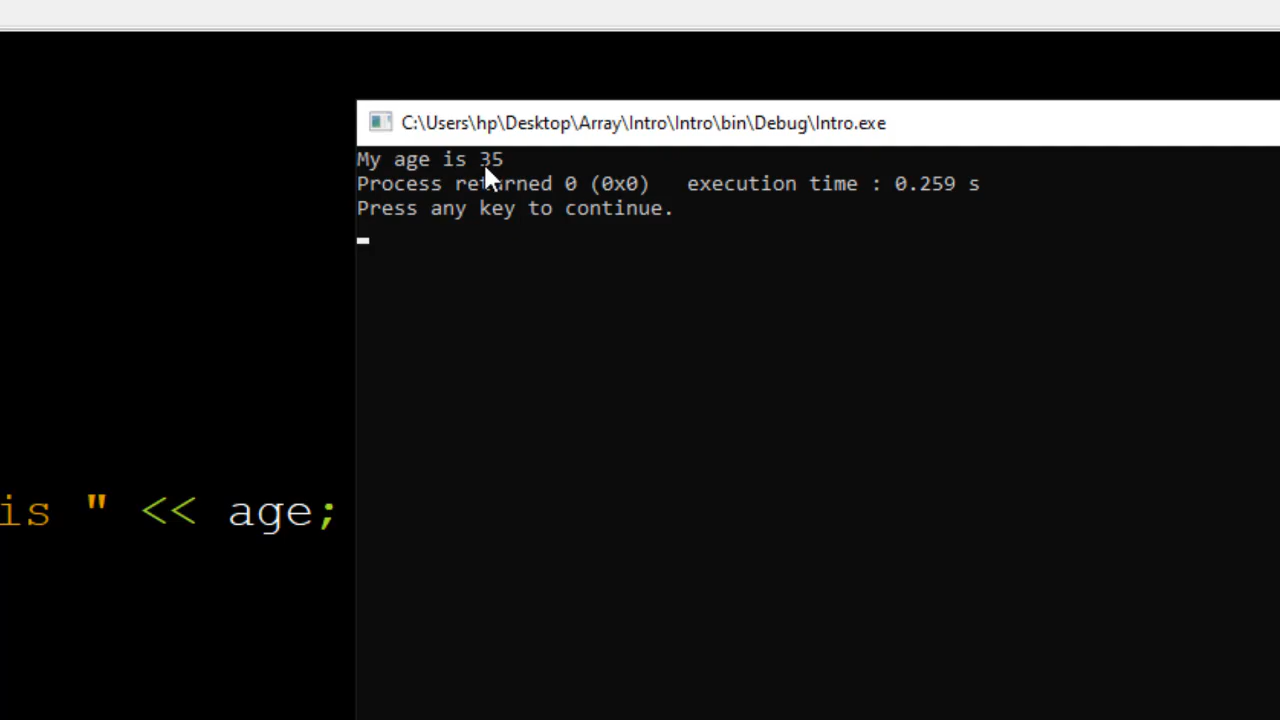 C:\Users\hp\Desktop\Array\Intro\Intro\bin\Debug\Intro.exe
My age is 35
Process returned 0 (0x0)   execution time : 0.259 s
Press any key to continue.
is " << age;